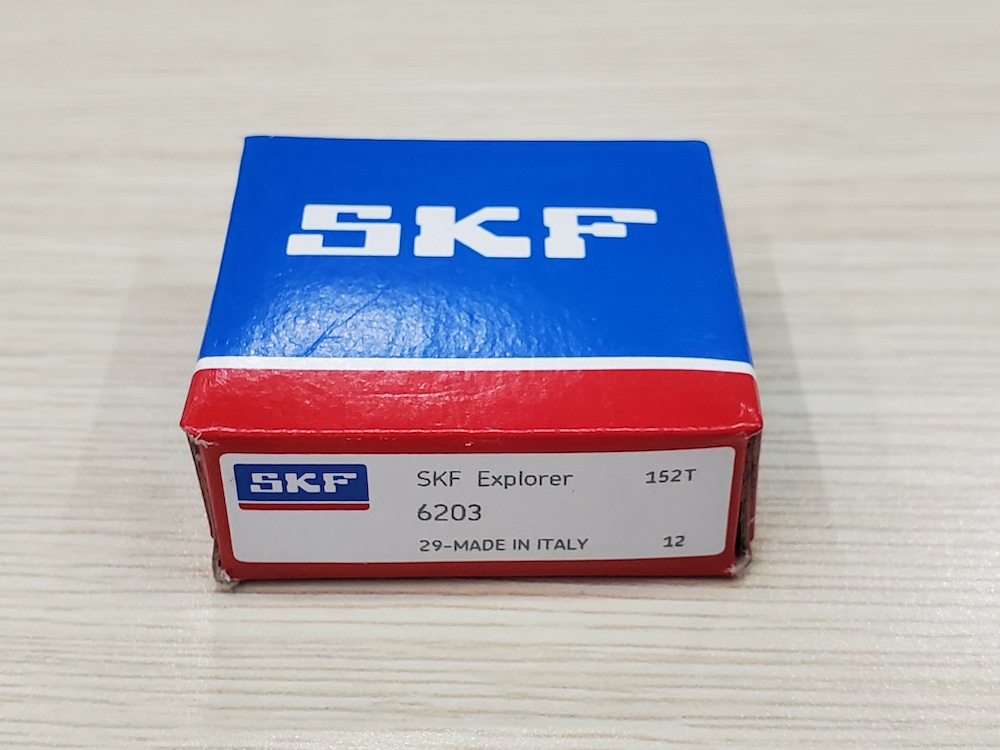 SKF
SKF
SKF Explorer 152T
6203
29-MADE IN ITALY 12